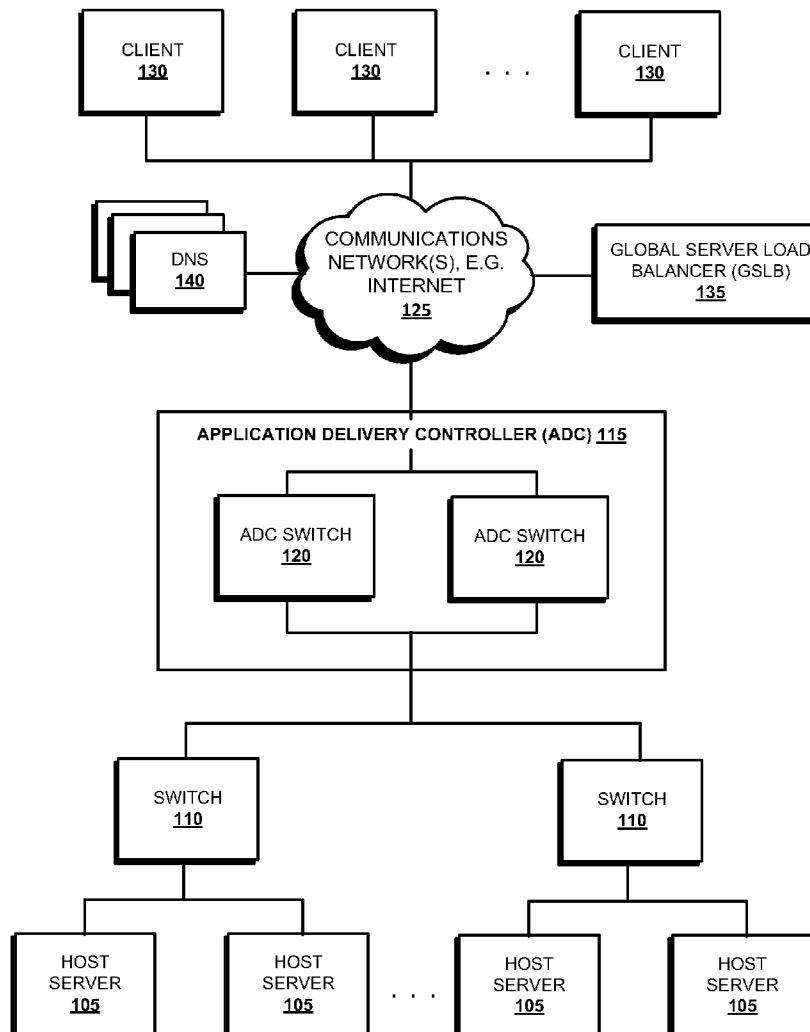 CLIENT
130
CLIENT
130
. . .
CLIENT
130
DNS
140
COMMUNICATIONS
NETWORK(S), E.G.
INTERNET
125
GLOBAL SERVER LOAD
BALANCER (GSLB)
135
APPLICATION DELIVERY CONTROLLER (ADC) 115
ADC SWITCH
120
ADC SWITCH
120
SWITCH
110
SWITCH
110
HOST
SERVER
105
HOST
SERVER
105
. . .
HOST
SERVER
105
HOST
SERVER
105